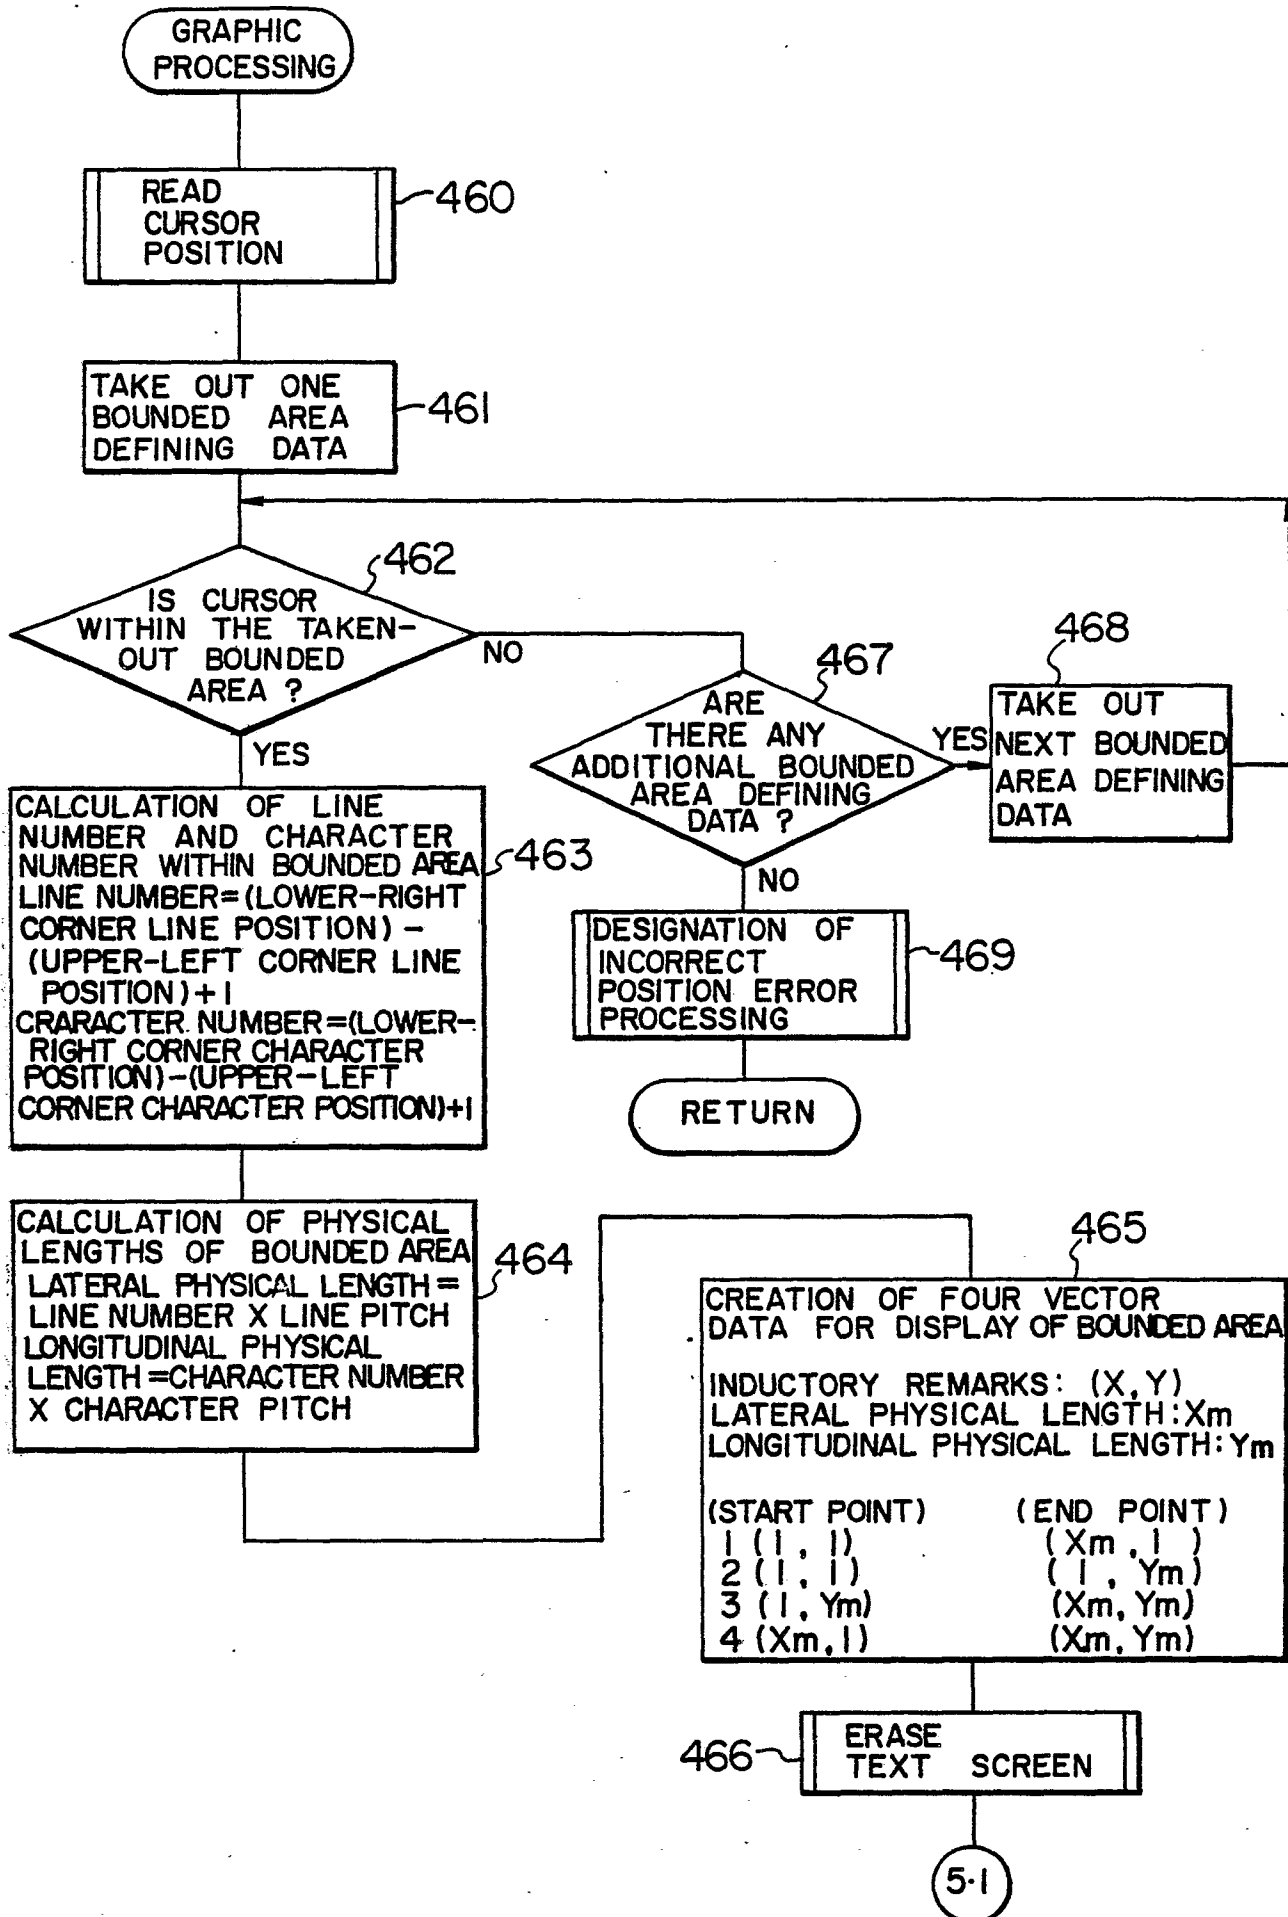 GRAPHIC
PROCESSING
READ
CURSOR
POSITION
460
TAKE OUT ONE
BOUNDED AREA
DEFINING DATA
461
462
IS CURSOR
WITHIN THE TAKEN-
OUT BOUNDED
AREA ?
NO
YES
467
ARE
THERE ANY
ADDITIONAL BOUNDED
AREA DEFINING
DATA ?
YES
NO
468
TAKE OUT
NEXT BOUNDED
AREA DEFINING
DATA
CALCULATION OF LINE
NUMBER AND CHARACTER
NUMBER WITHIN BOUNDED AREA
LINE NUMBER=(LOWER-RIGHT
CORNER LINE POSITION)-
(UPPER-LEFT CORNER LINE
POSITION)+1
CRARACTER NUMBER=(LOWER-
RIGHT CORNER CHARACTER
POSITION)-(UPPER-LEFT
CORNER CHARACTER POSITION)+1
463
DESIGNATION OF
INCORRECT
POSITION ERROR
PROCESSING
469
RETURN
CALCULATION OF PHYSICAL
LENGTHS OF BOUNDED AREA
LATERAL PHYSICAL LENGTH=
LINE NUMBER X LINE PITCH
LONGITUDINAL PHYSICAL
LENGTH=CHARACTER NUMBER
X CHARACTER PITCH
464
465
CREATION OF FOUR VECTOR
DATA FOR DISPLAY OF BOUNDED AREA
INDUCTORY REMARKS: (X,Y)
LATERAL PHYSICAL LENGTH:Xm
LONGITUDINAL PHYSICAL LENGTH:Ym
(START POINT) (END POINT)
1 (1, 1) (Xm, 1)
2 (1, 1) (1, Ym)
3 (1, Ym) (Xm, Ym)
4 (Xm, 1) (Xm, Ym)
466
ERASE
TEXT SCREEN
5·1